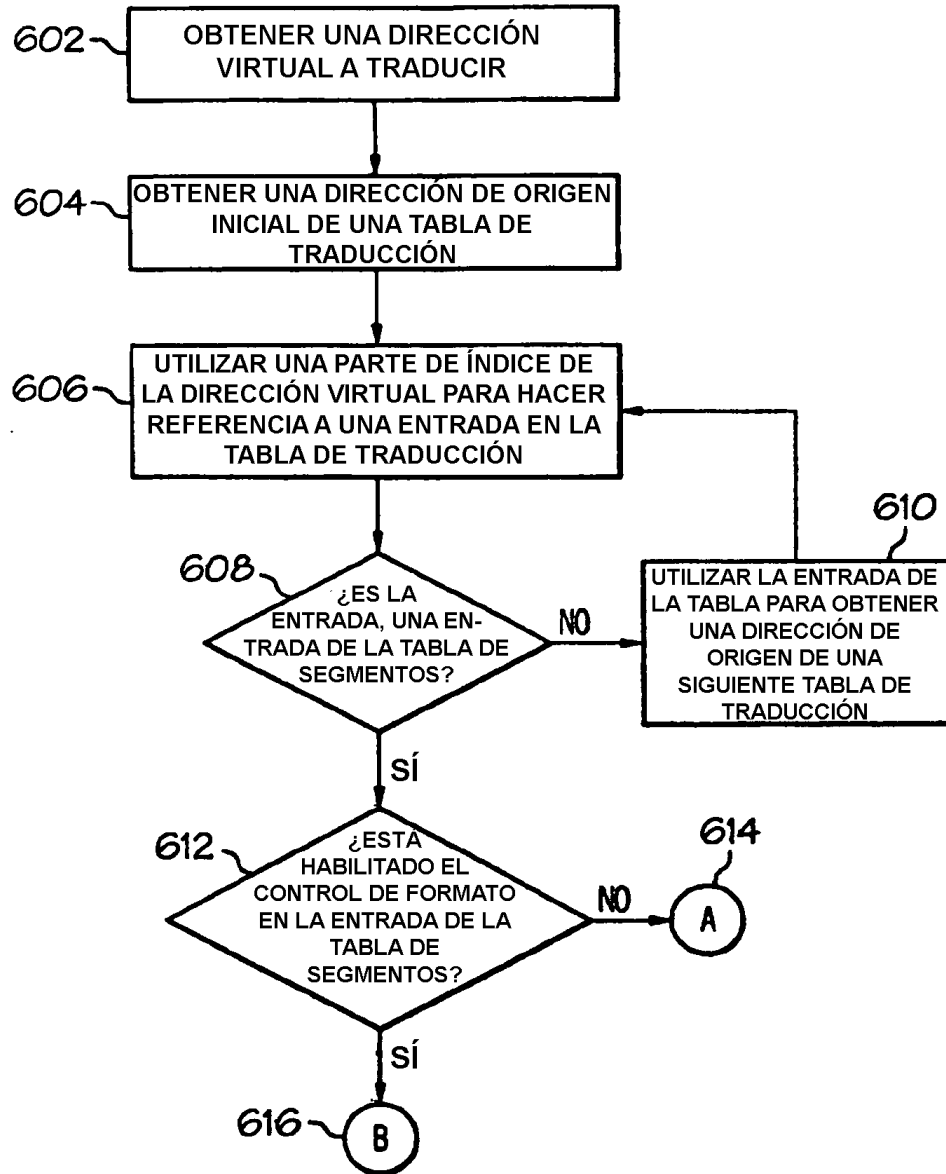 602
OBTENER UNA DIRECCIÓN
VIRTUAL A TRADUCIR
604
OBTENER UNA DIRECCIÓN DE ORIGEN
INICIAL DE UNA TABLA DE
TRADUCCIÓN
606
UTILIZAR UNA PARTE DE ÍNDICE DE
LA DIRECCIÓN VIRTUAL PARA HACER
REFERENCIA A UNA ENTRADA EN LA
TABLA DE TRADUCCIÓN
608
¿ES LA
ENTRADA, UNA EN-
TRADA DE LA TABLA DE
SEGMENTOS?
NO
610
UTILIZAR LA ENTRADA DE
LA TABLA PARA OBTENER
UNA DIRECCIÓN DE
ORIGEN DE UNA
SIGUIENTE TABLA DE
TRADUCCIÓN
SÍ
612
¿ESTÁ
HABILITADO EL
CONTROL DE FORMATO
EN LA ENTRADA DE LA
TABLA DE
SEGMENTOS?
NO
614
A
SÍ
616
B